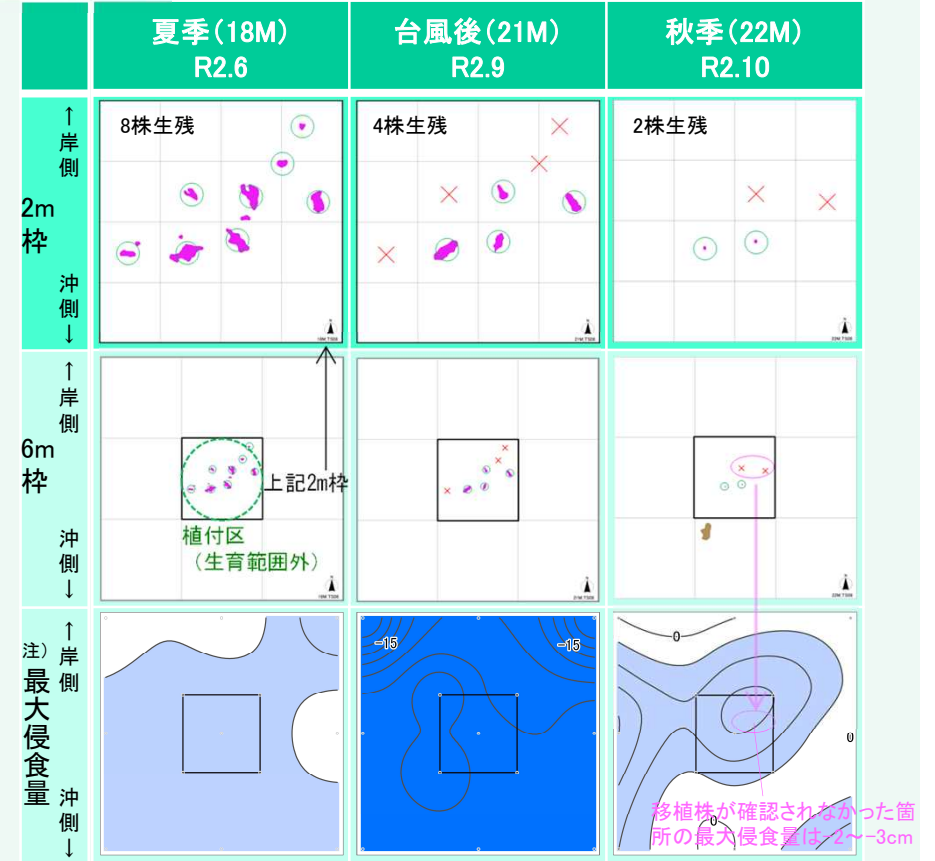 夏季(18M)
R2.6
台風後(21M)
R2.9
秋季(22M)
R2.10
↑岸側
2m枠
沖側↓
8株生残
4株生残
2株生残
↑岸側
6m枠
沖側↓
上記2m枠
植付区
(生育範囲外)
↑岸側
注)
最大侵食量
沖側↓
-15
-15
0
0
0
移植株が確認されなかった箇
所の最大侵食量は-2~-3cm